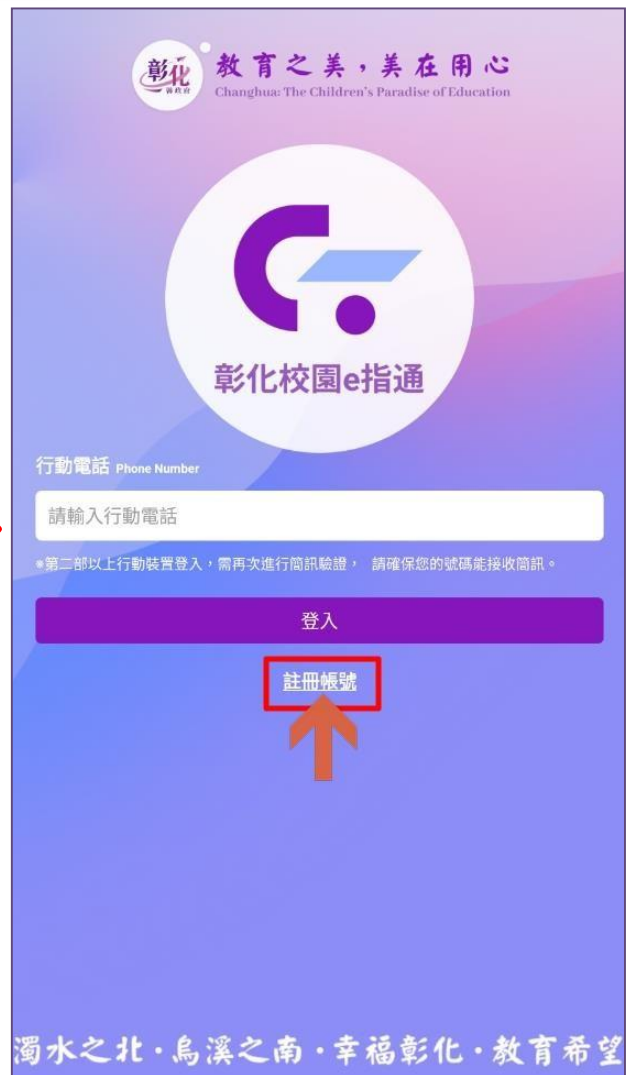 彰化
縣政府
教育之美，美在用心
Changhua: The Children's Paradise of Education
彰化校園e指通
行動電話 Phone Number
請輸入行動電話
※第二部以上行動裝置登入，需再次進行簡訊驗證， 請確保您的號碼能接收簡訊。
登入
註冊帳號
濁水之北·烏溪之南·幸福彰化·教育希望